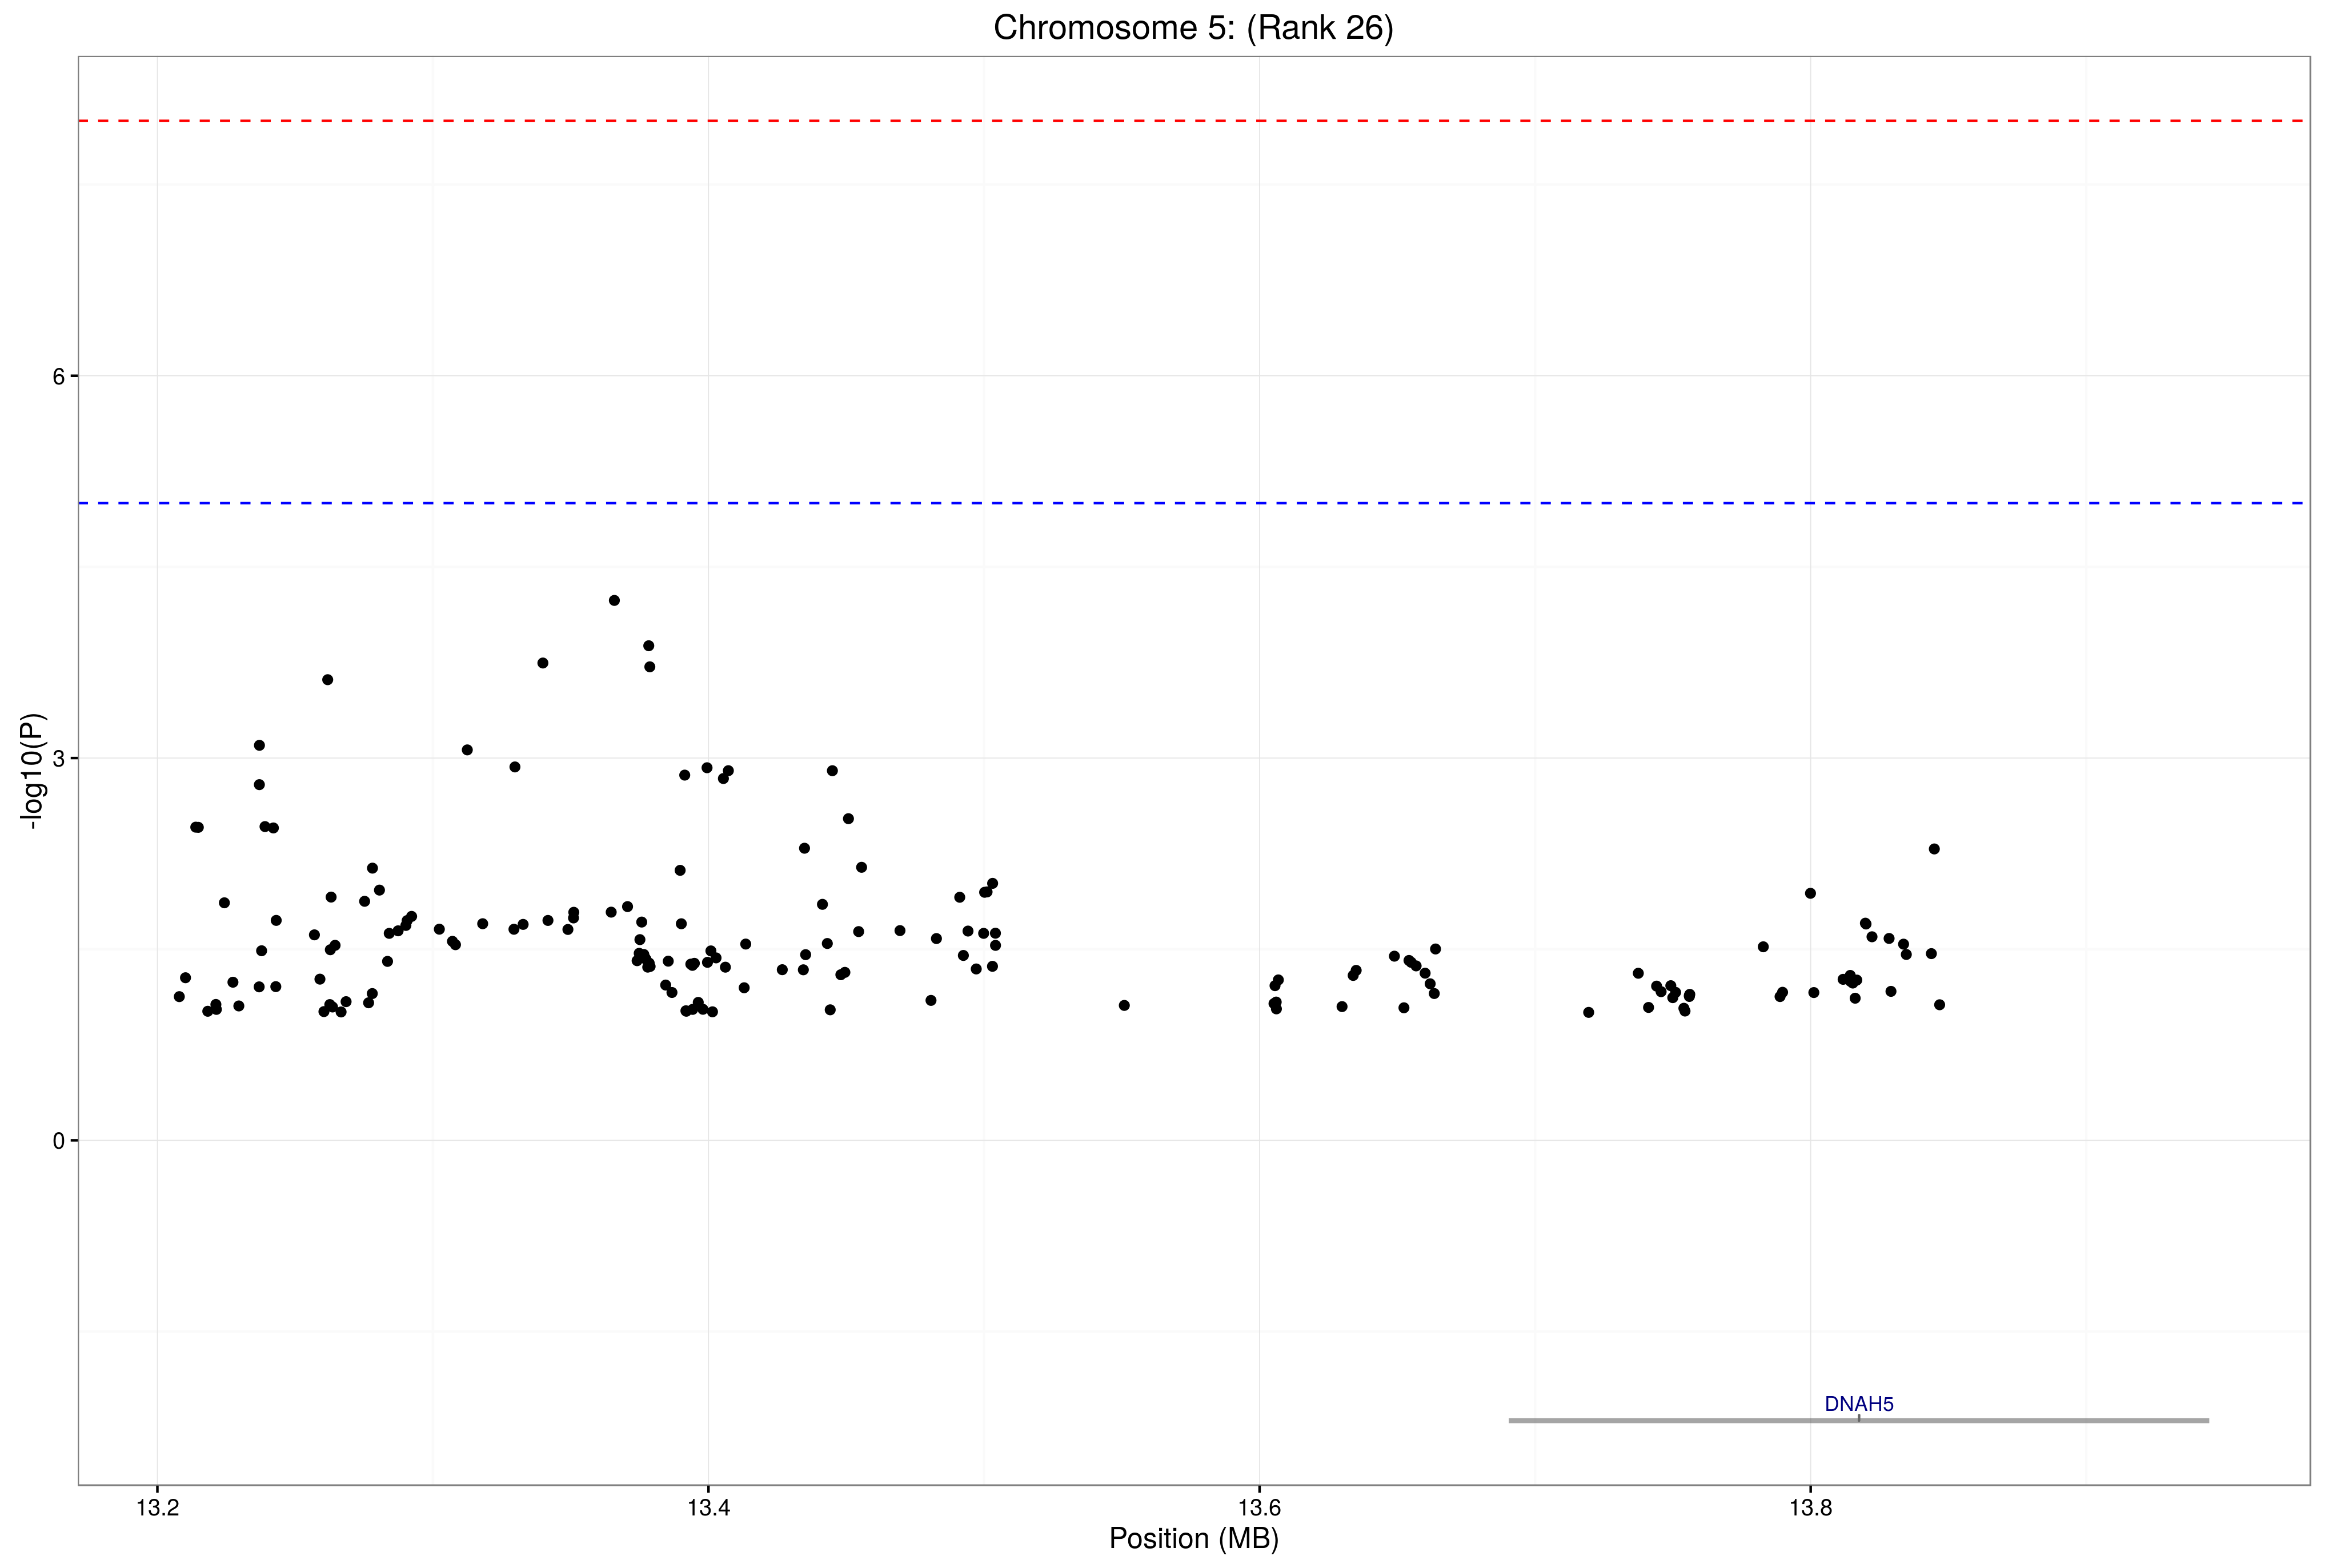 Chromosome 5: (Rank 26)
6
3
0
-log10(P)
DNAH5
13.2 13.4 13.6 13.8
Position (MB)